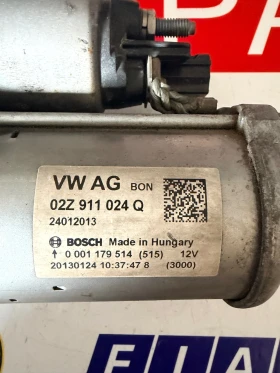 VW AG BON
02Z 911 024 Q
24012013
BOSCH Made in Hungary
↑ 0 001 179 514 (515) 12V
20130124 10:37:47 8 (3000)